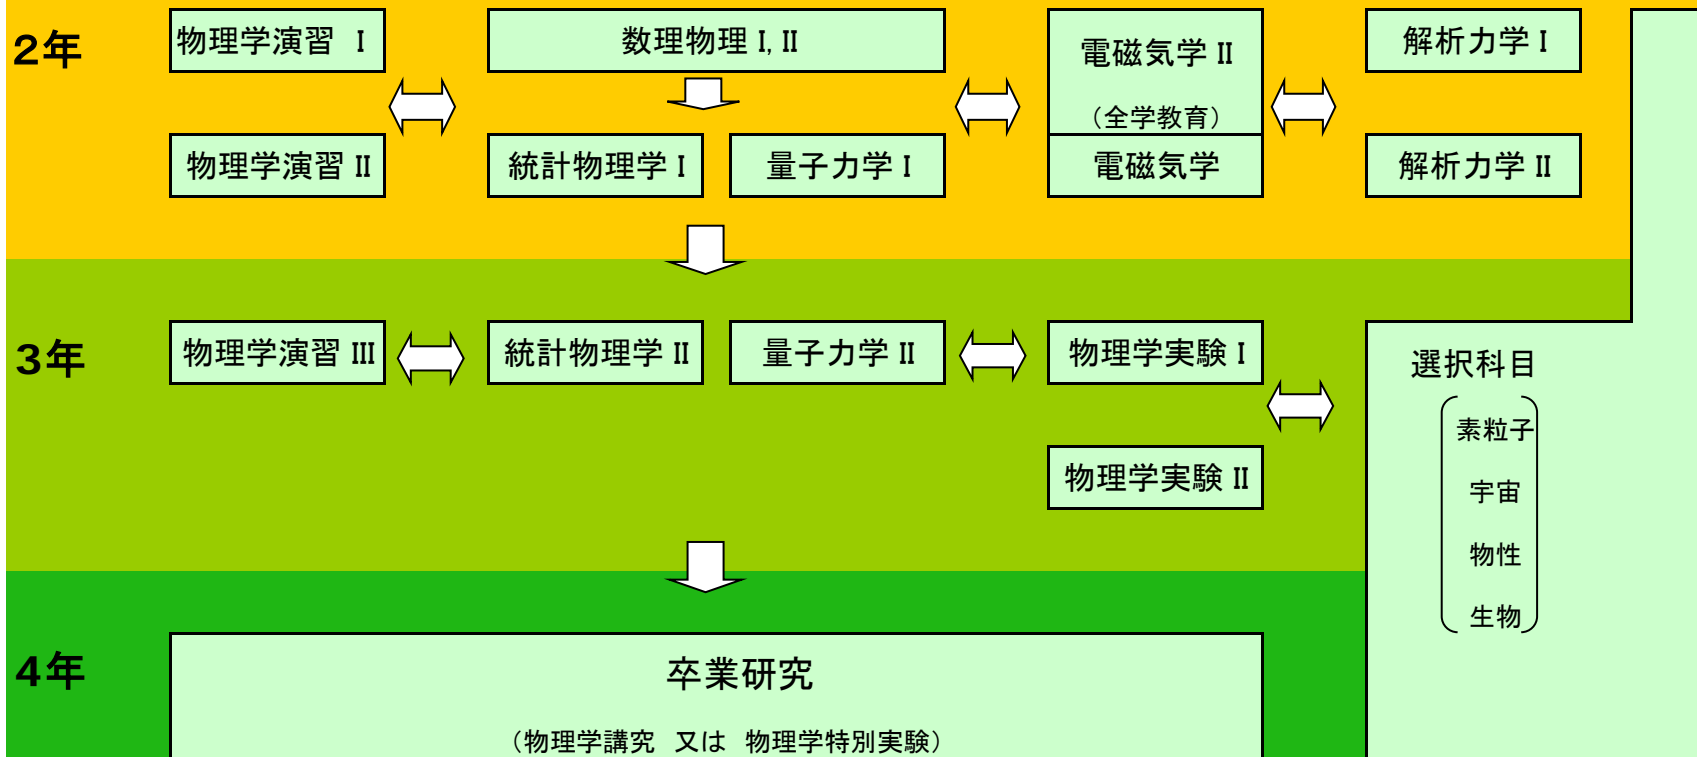 2年
物理学演習 I
数理物理 I, II
電磁気学 II
(全学教育)
解析力学 I
物理学演習 II
統計物理学 I
量子力学 I
電磁気学
解析力学 II
3年
物理学演習 III
統計物理学 II
量子力学 II
物理学実験 I
物理学実験 II
選択科目
素粒子
宇宙
物性
生物
4年
卒業研究
(物理学講究 又は 物理学特別実験)